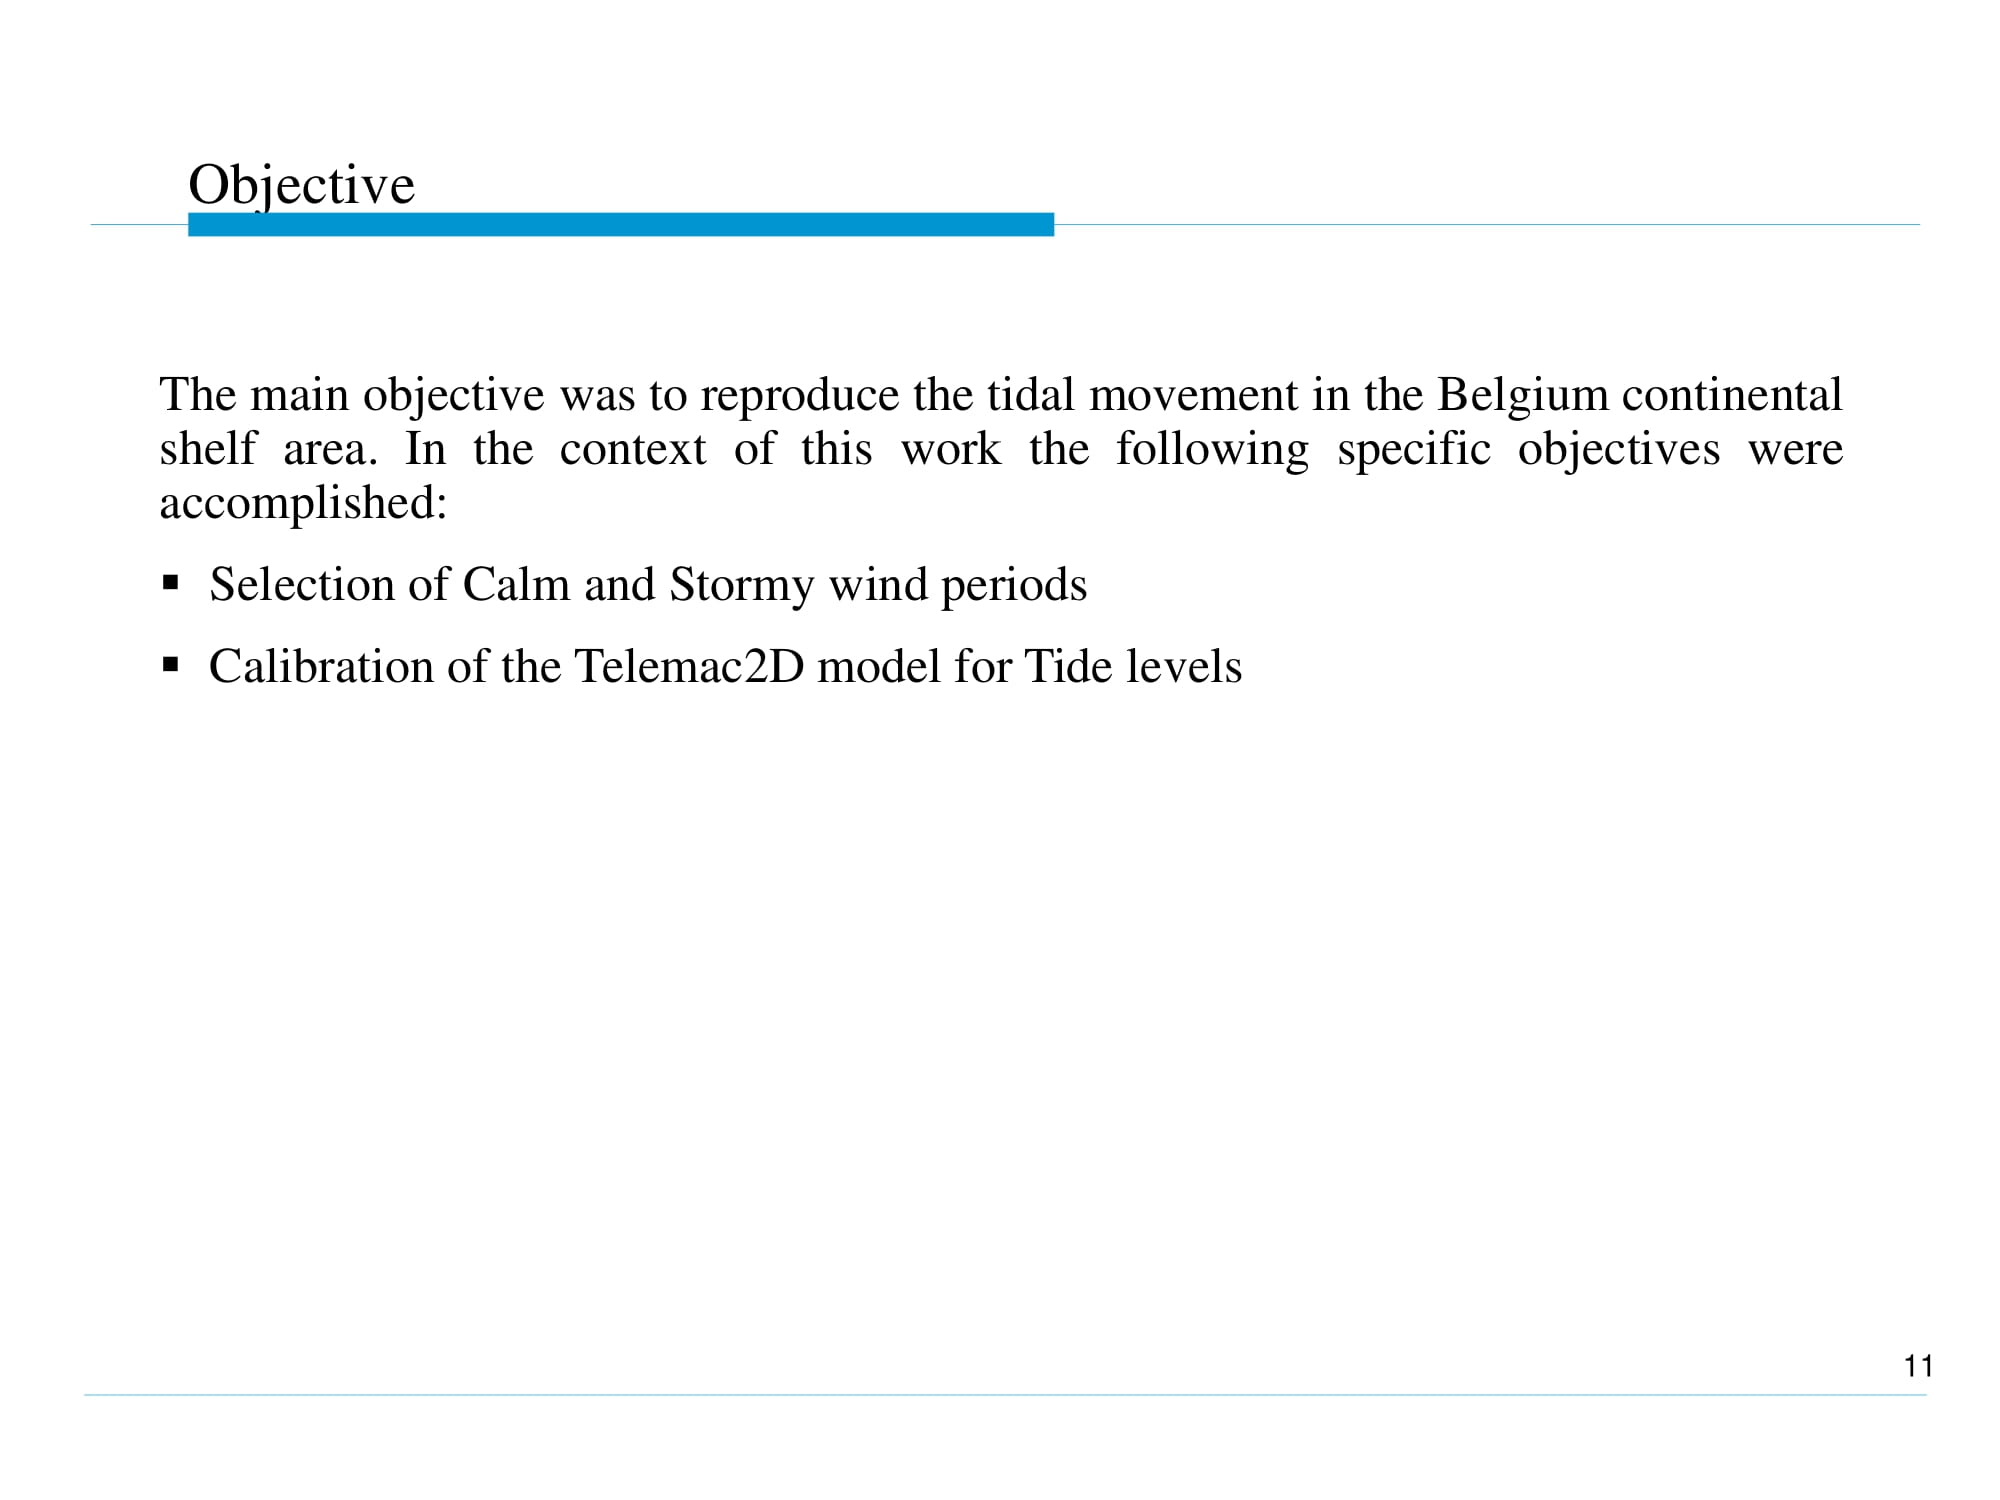 Objective
The main objective was to reproduce the tidal movement in the Belgium continental
shelf area. In the context of this work the following specific objectives were
accomplished:
▪ Selection of Calm and Stormy wind periods
▪ Calibration of the Telemac2D model for Tide levels
11